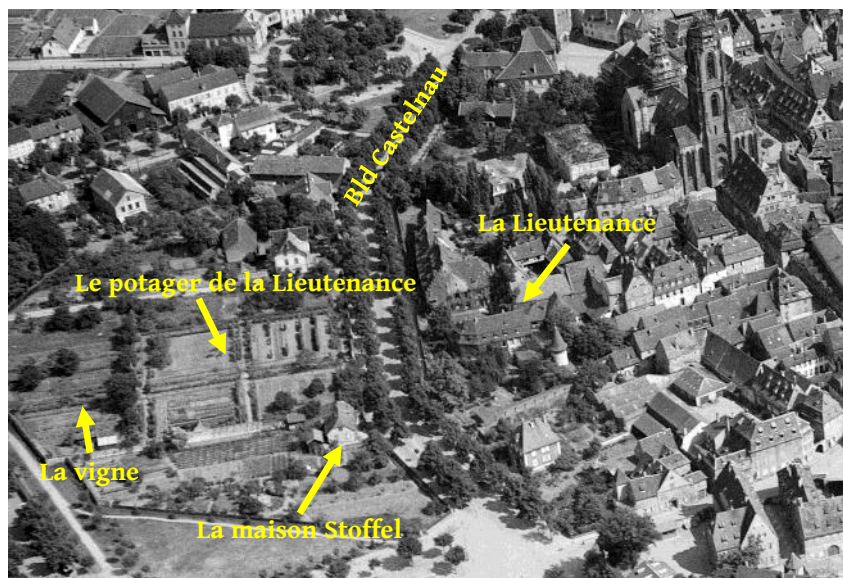 Bld Castelnau
La Lieutenance
Le potager de la Lieutenance
La vigne
La maison Stoffel